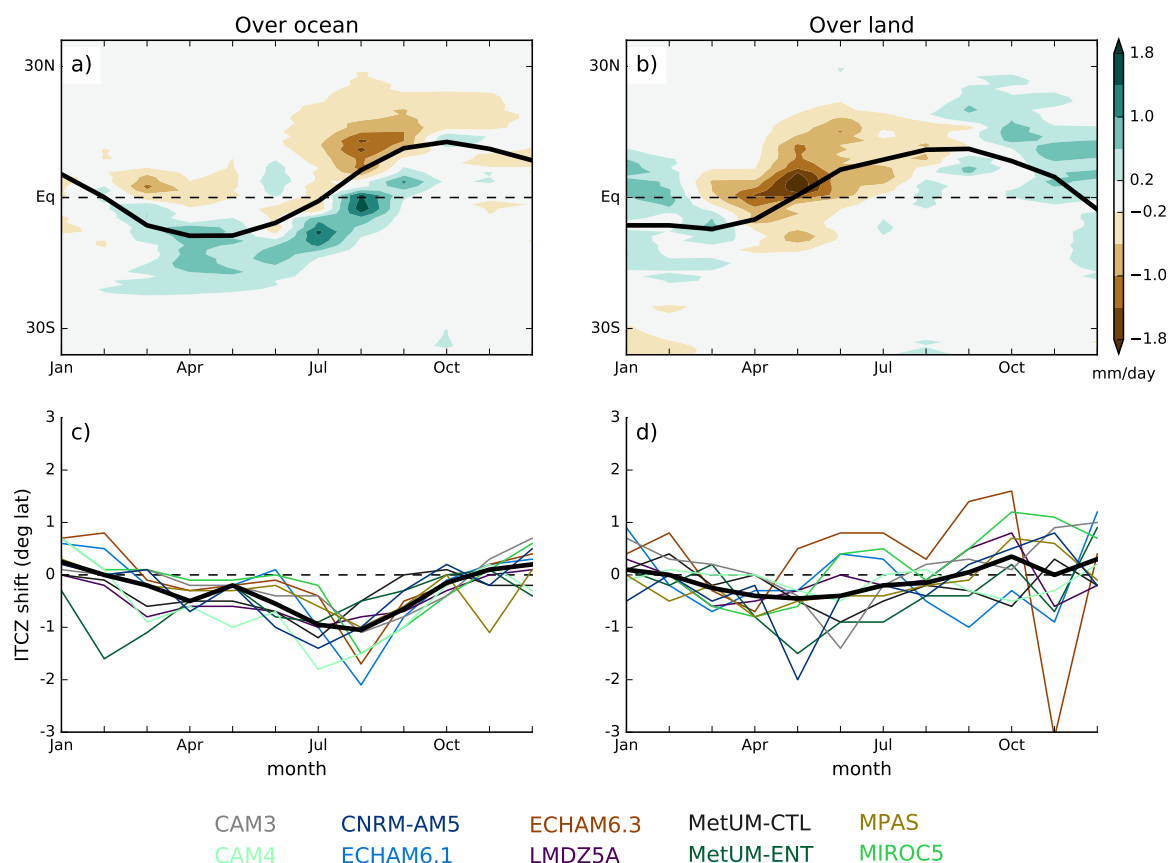 Over ocean
Over land
a)
b)
30N
Eq
30S
Jan
Apr
Jul
Oct
Jan
Apr
Jul
Oct
1.8
1.0
0.2
−0.2
−1.0
−1.8
mm/day
c)
d)
ITCZ shift (deg lat)
3
2
1
0
-1
-2
-3
3
2
1
0
-1
-2
-3
Jan
Apr
Jul
Oct
Jan
Apr
Jul
Oct
month
month
CAM3
CNRM-AM5
ECHAM6.3
MetUM-CTL
MPAS
CAM4
ECHAM6.1
LMDZ5A
MetUM-ENT
MIROC5